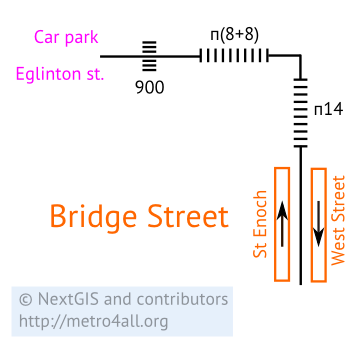 Car park
п(8+8)
Eglinton st.
900
п14
Bridge Street
St Enoch
West Street
© NextGIS and contributors
http://metro4all.org